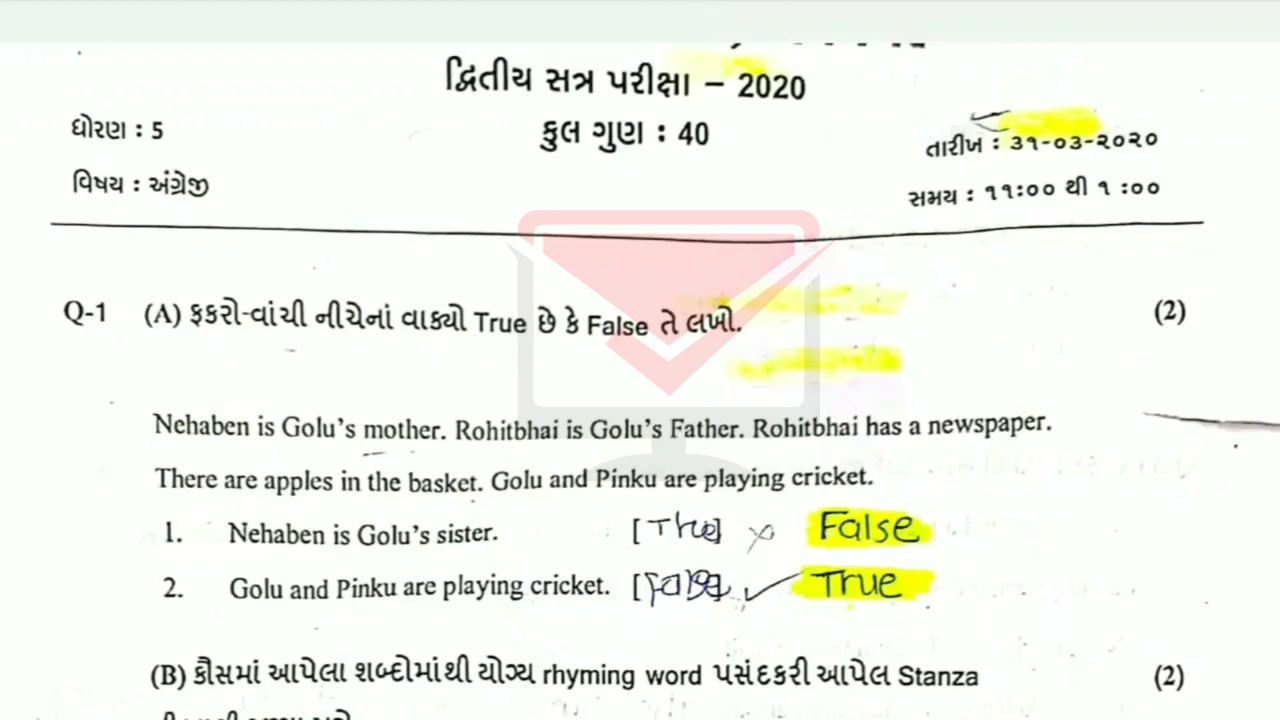 દ્વિતીય સત્ર પરીક્ષા – 2020
ધોરણ : 5
કુલ ગુણ : 40
તારીખ : ૩૧-૦૩-૨૦૨૦
વિષય : અંગ્રેજી
સમય : ૧૧:૦૦ થી ૧ :૦૦
Q-1 (A) ફકરો-વાંચી નીચેનાં વાક્યો True છે કે False તે લખો. (2)
Nehaben is Golu's mother. Rohitbhai is Golu's Father. Rohitbhai has a newspaper.
There are apples in the basket. Golu and Pinku are playing cricket.
1. Nehaben is Golu's sister. [ ] False
2. Golu and Pinku are playing cricket. [ ] True
(B) કૌસમાં આપેલા શબ્દોમાંથી યોગ્ય rhyming word પસંદકરી આપેલ Stanza (2)